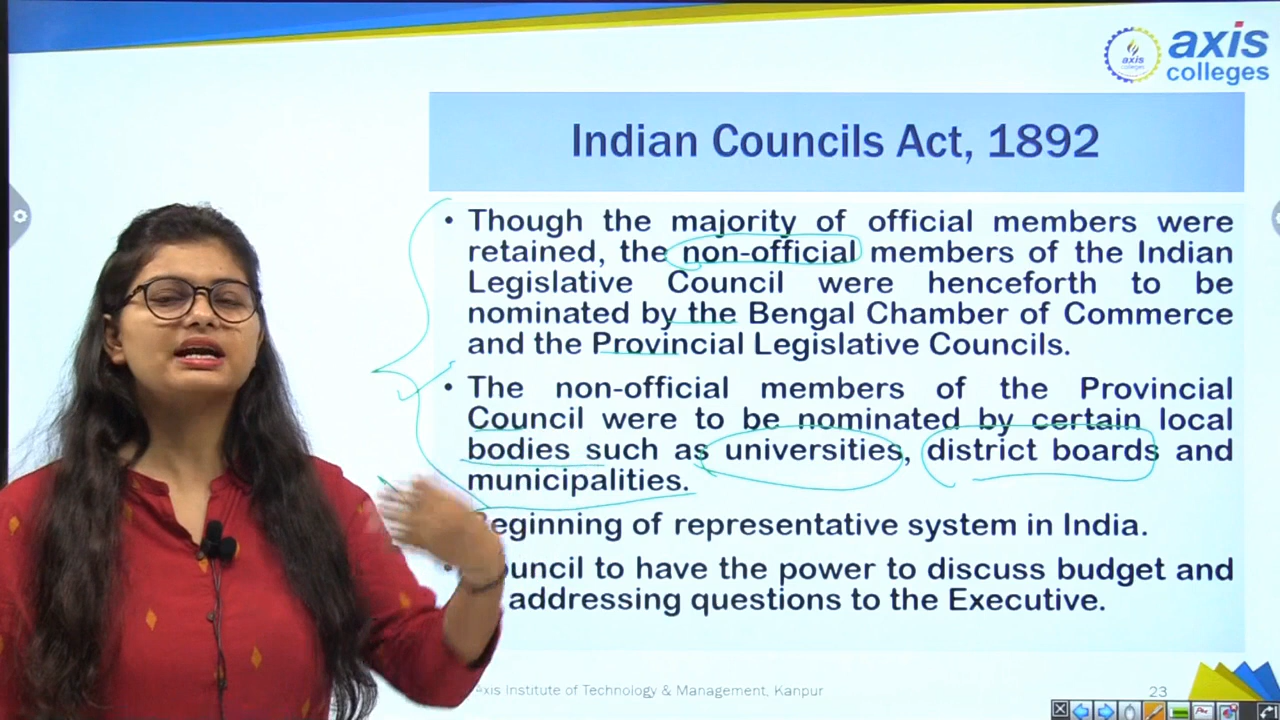 axis
colleges
axis
colleges
Indian Councils Act, 1892
• Though the majority of official members were
retained, the non-official members of the Indian
Legislative Council were henceforth to be
nominated by the Bengal Chamber of Commerce
and the Provincial Legislative Councils.
• The non-official members of the Provincial
Council were to be nominated by certain local
bodies such as universities, district boards and
municipalities.
Beginning of representative system in India.
• Council to have the power to discuss budget and
addressing questions to the Executive.
Axis Institute of Technology & Management, Kanpur
23